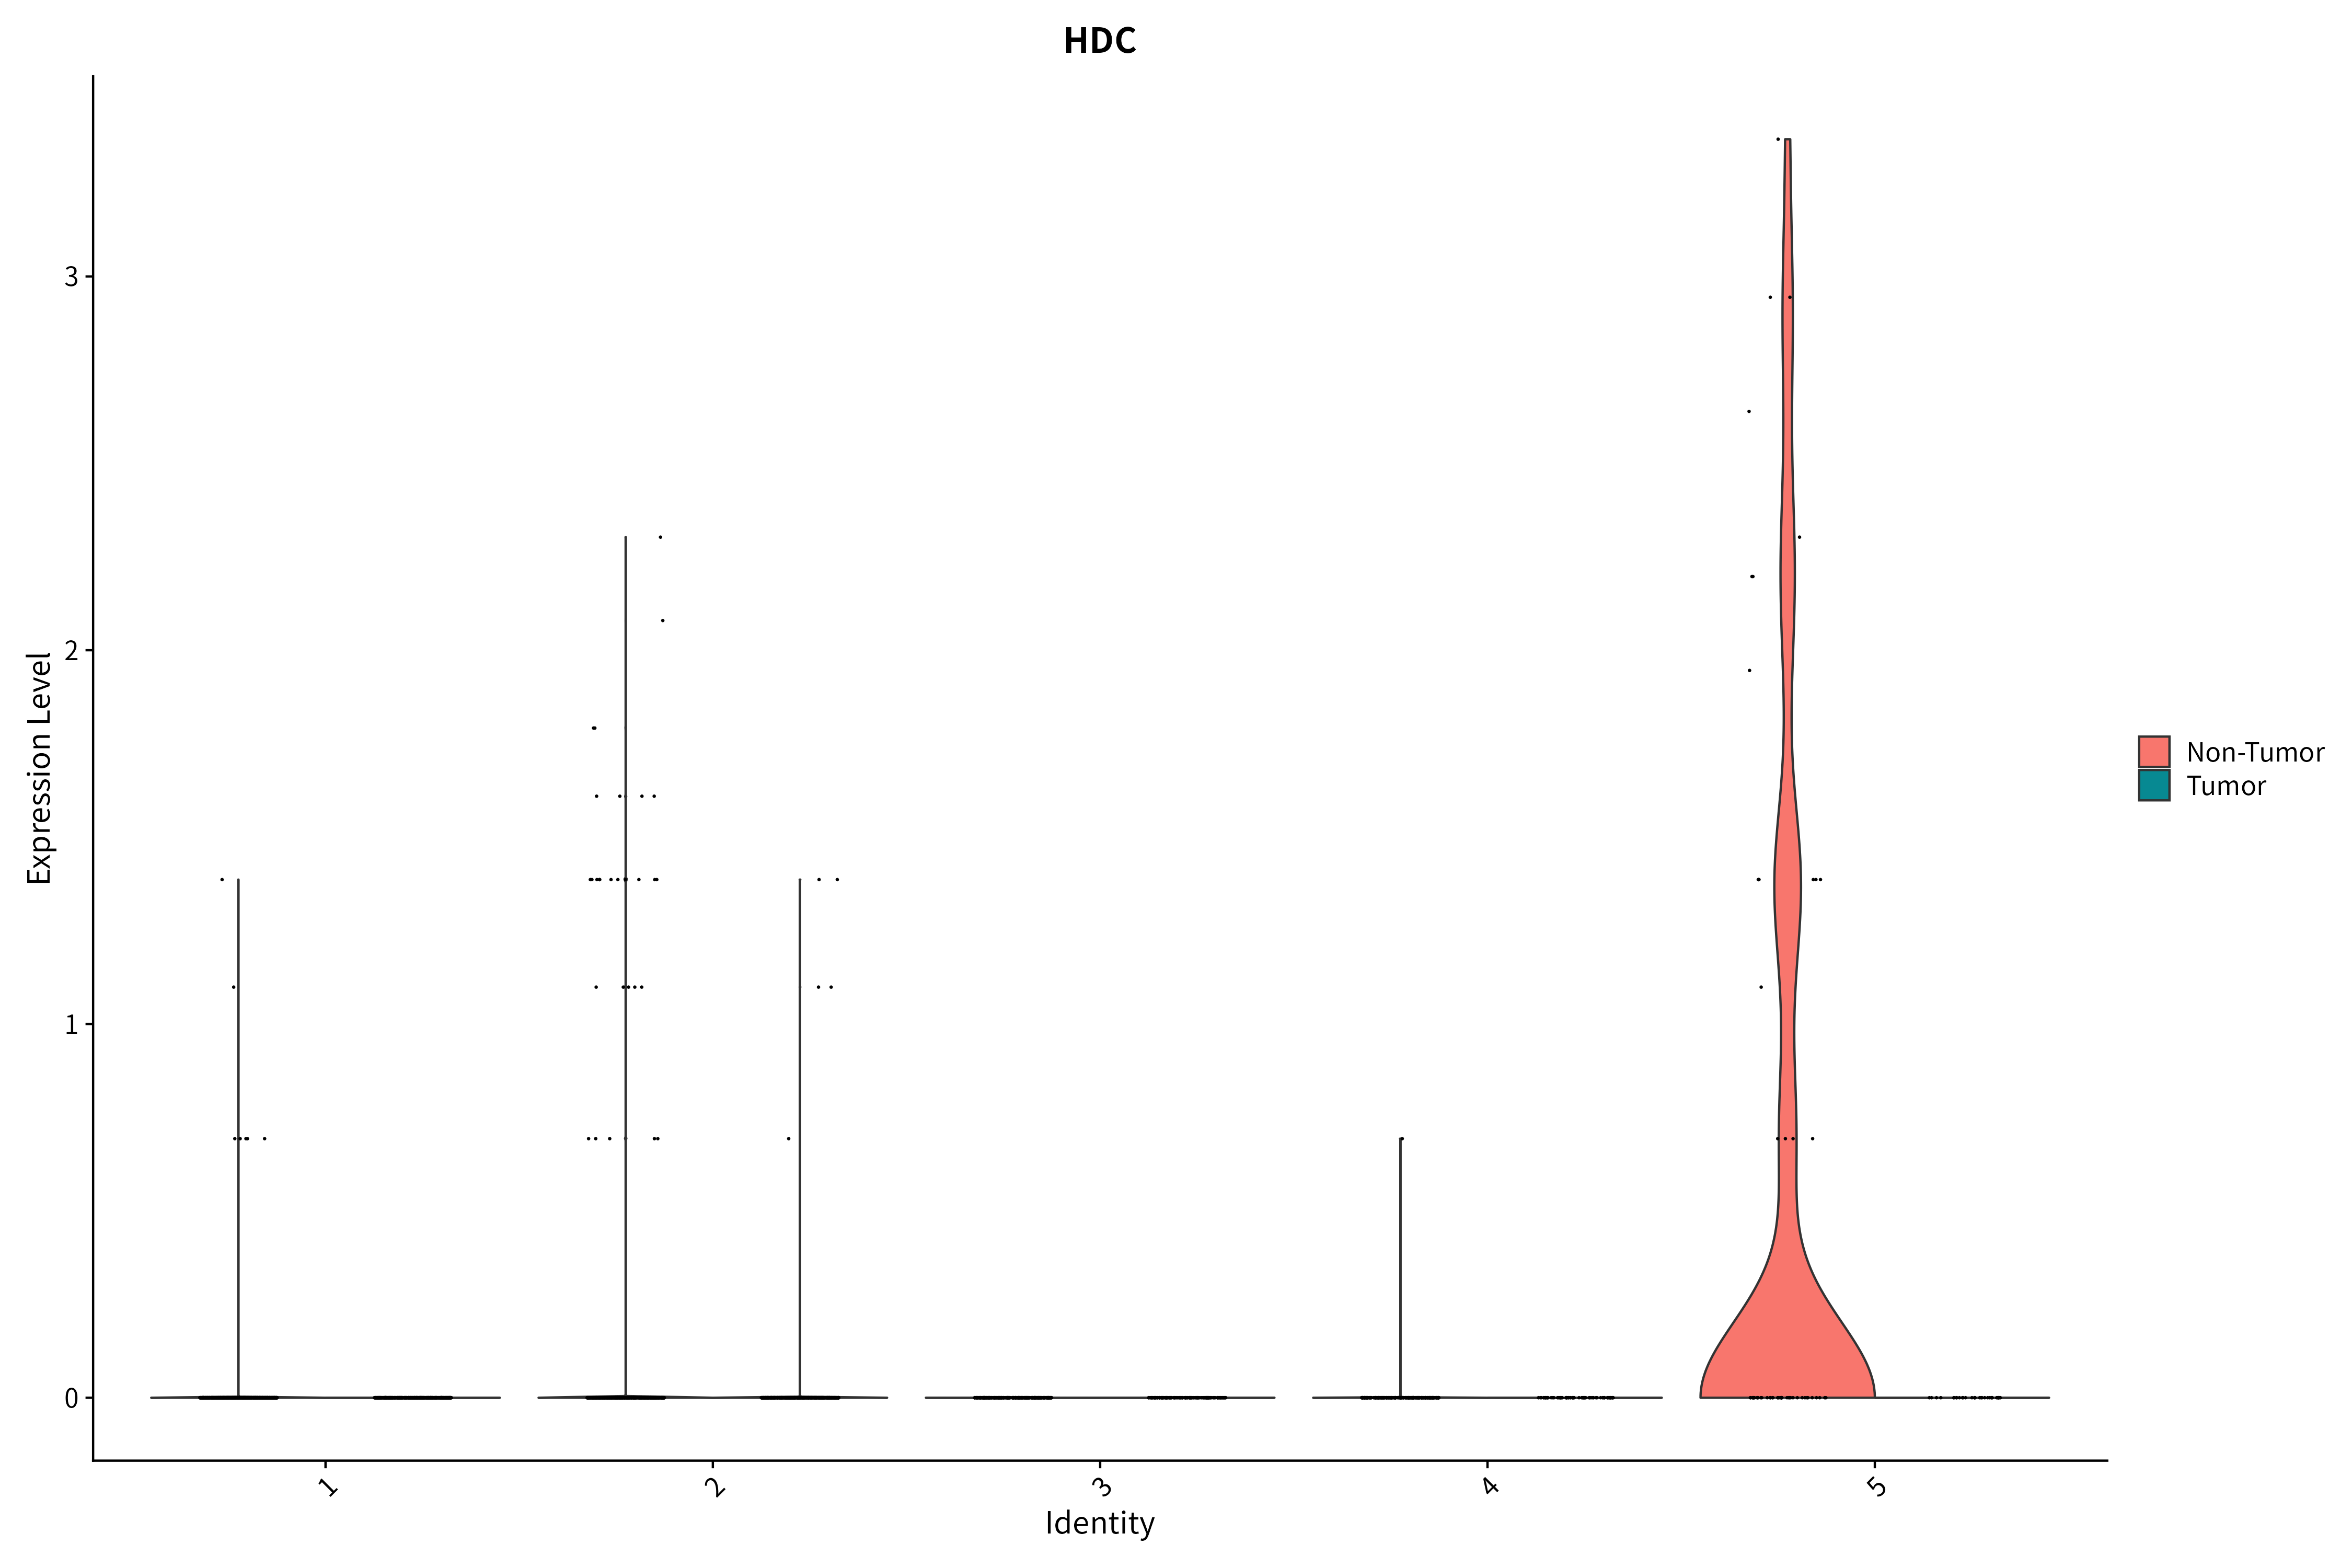 HDC
Expression Level
3
2
1
0
1
2
3
4
5
Identity
Non-Tumor
Tumor